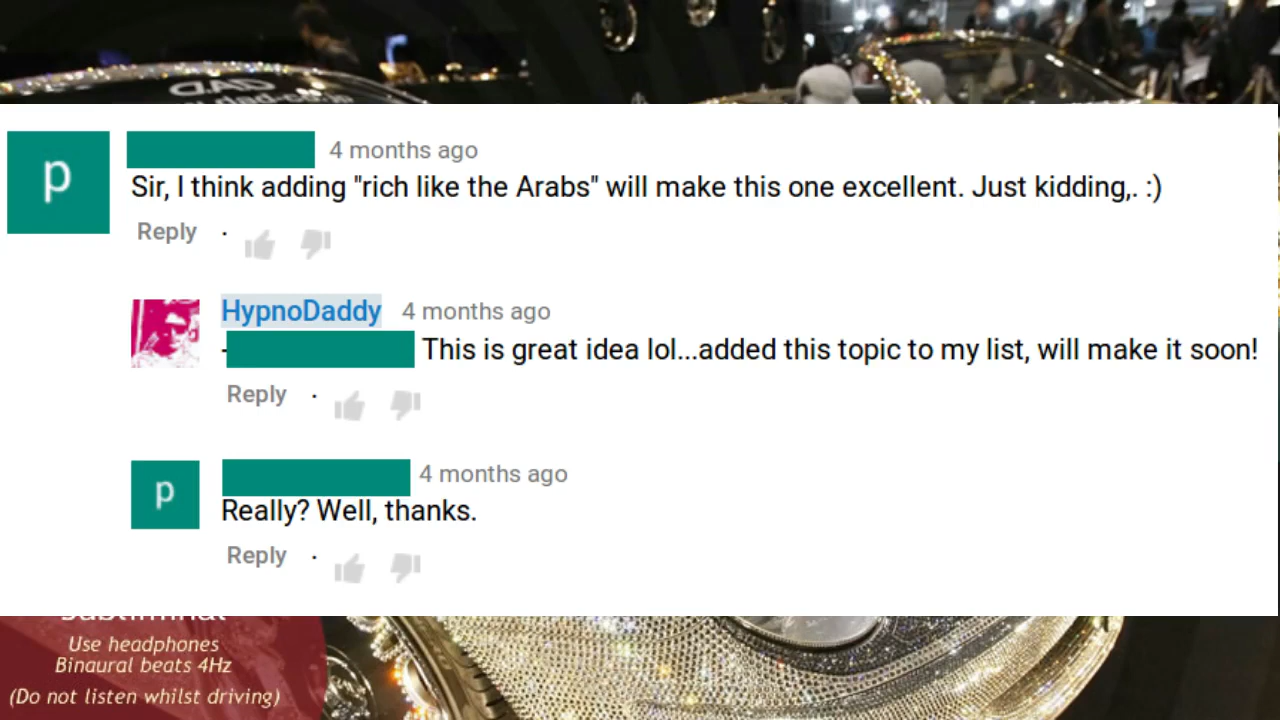 DAD
p
4 months ago
Sir, I think adding "rich like the Arabs" will make this one excellent. Just kidding,. :)
Reply ·
HypnoDaddy 4 months ago
- This is great idea lol...added this topic to my list, will make it soon!
Reply ·
p
4 months ago
Really? Well, thanks.
Reply ·
Subliminal
Use headphones
Binaural beats 4Hz
(Do not listen whilst driving)